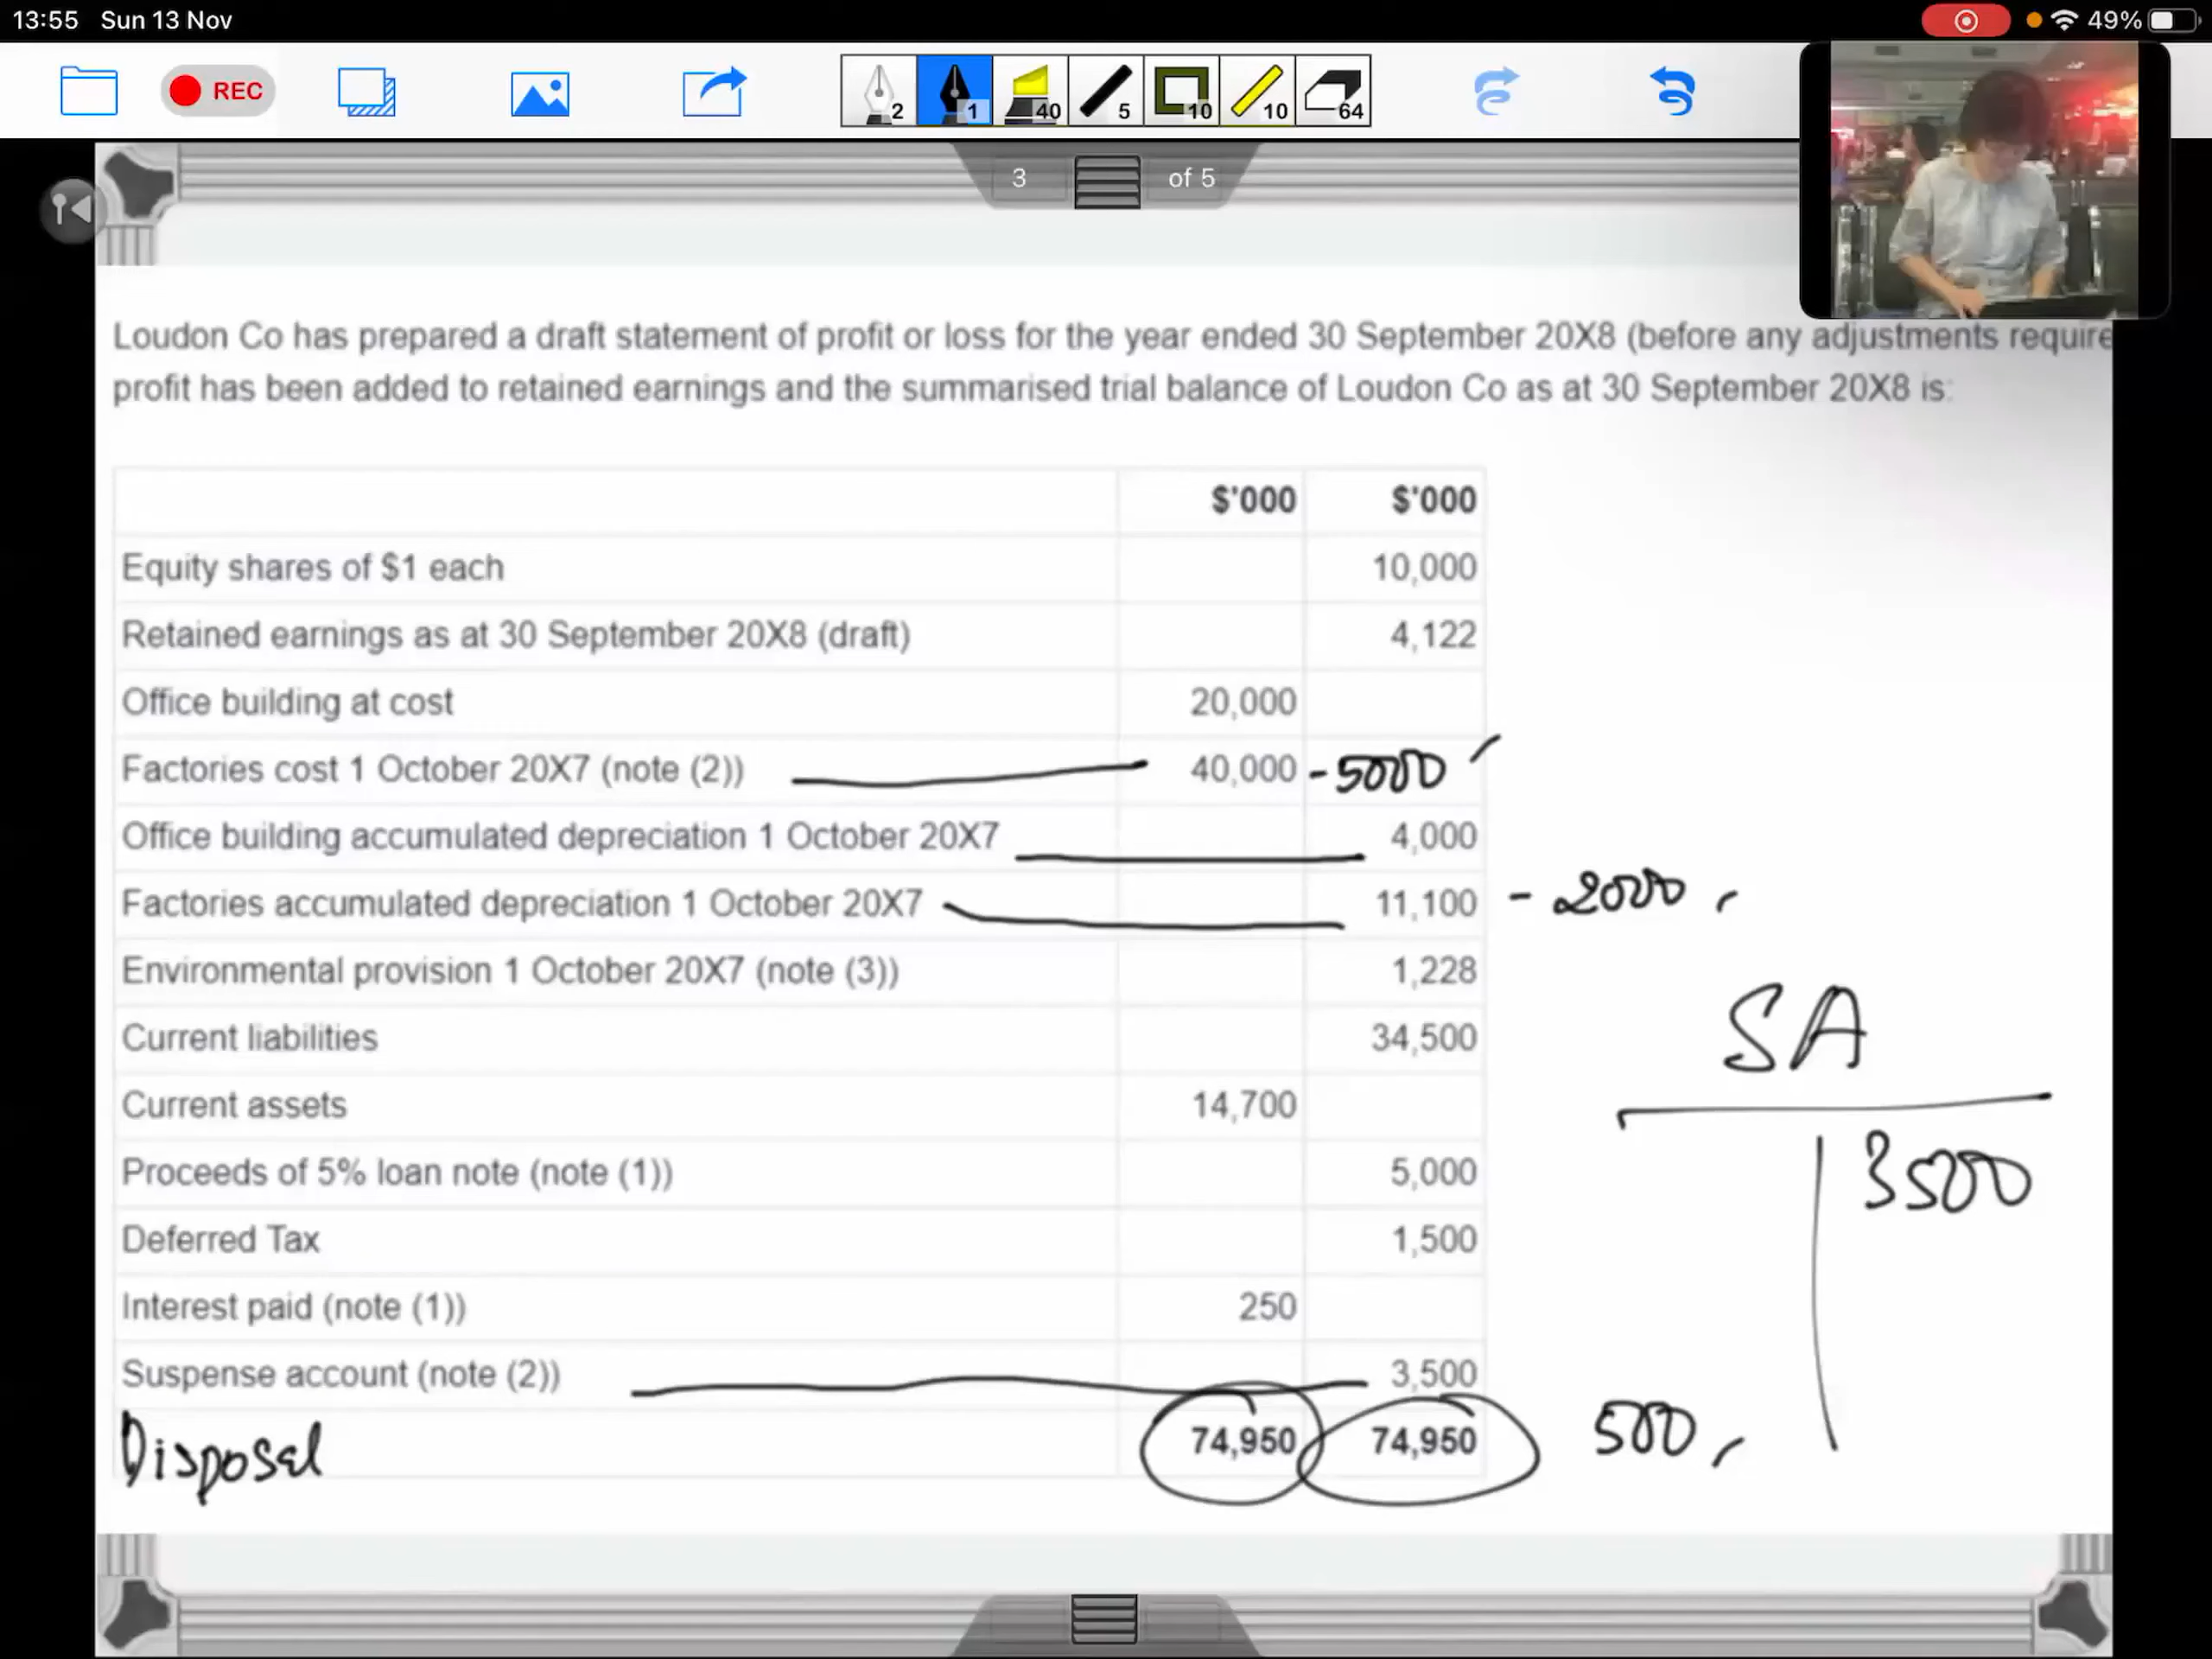 13:55 Sun 13 Nov
49%
REC
2 1 40 5 10 10 64
3 of 5
Loudon Co has prepared a draft statement of profit or loss for the year ended 30 September 20X8 (before any adjustments require
profit has been added to retained earnings and the summarised trial balance of Loudon Co as at 30 September 20X8 is:
$'000 $'000
Equity shares of $1 each 10,000
Retained earnings as at 30 September 20X8 (draft) 4,122
Office building at cost 20,000
Factories cost 1 October 20X7 (note (2)) 40,000 - 5000
Office building accumulated depreciation 1 October 20X7 4,000
Factories accumulated depreciation 1 October 20X7 11,100 - 2000
Environmental provision 1 October 20X7 (note (3)) 1,228
SA
Current liabilities 34,500
Current assets 14,700
Proceeds of 5% loan note (note (1)) 5,000
3500
Deferred Tax 1,500
Interest paid (note (1)) 250
Suspense account (note (2)) 3,500
Disposal 74,950 74,950 500